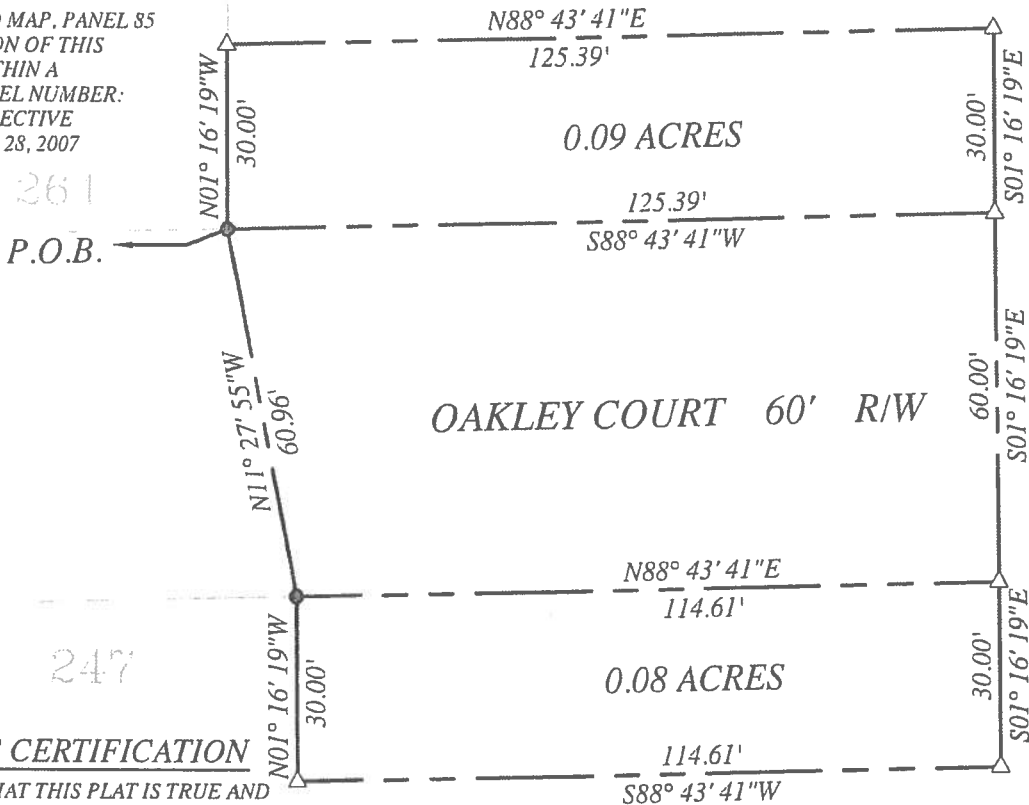 MAP, PANEL 85
ON OF THIS
THIN A
EL NUMBER:
ECTIVE
28, 2007
N88° 43' 41"E
125.39'
N01° 16' 19"W
30.00'
0.09 ACRES
30.00'
S01° 16' 19"E
261
125.39'
S88° 43' 41"W
P.O.B.
N11° 27' 55"W
60.96'
OAKLEY COURT 60' R/W
60.00'
S01° 16' 19"E
N88° 43' 41"E
114.61'
247
N01° 16' 19"W
30.00'
0.08 ACRES
30.00'
S01° 16' 19"E
CERTIFICATION
HAT THIS PLAT IS TRUE AND
114.61'
S88° 43' 41"W